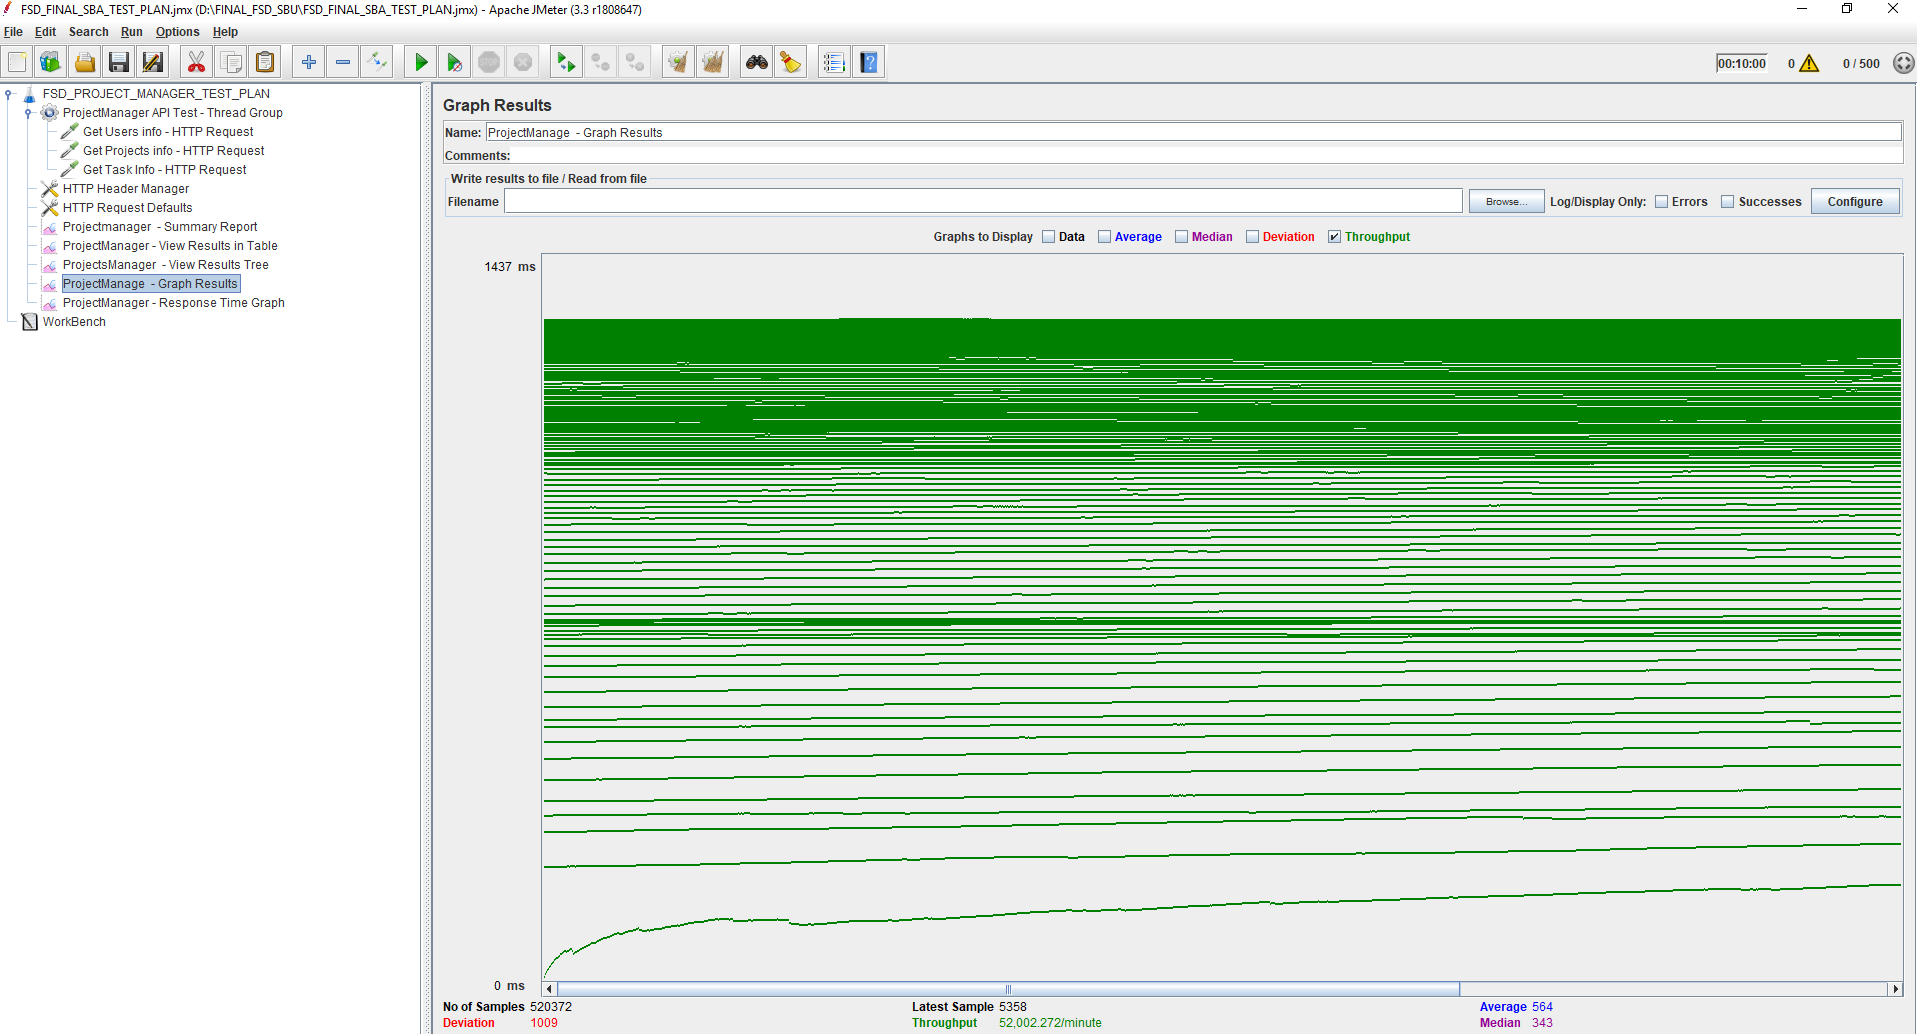 FSD_FINAL_SBA_TEST_PLAN.jmx (D:\FINAL_FSD_SBU\FSD_FINAL_SBA_TEST_PLAN.jmx) - Apache JMeter (3.3 r1808647)
File Edit Search Run Options Help
STOP
00:10:00 0 0 / 500
FSD_PROJECT_MANAGER_TEST_PLAN
ProjectManager API Test - Thread Group
Get Users info - HTTP Request
Get Projects info - HTTP Request
Get Task Info - HTTP Request
HTTP Header Manager
HTTP Request Defaults
Projectmanager - Summary Report
ProjectManager - View Results in Table
ProjectsManager - View Results Tree
ProjectManage - Graph Results
ProjectManager - Response Time Graph
WorkBench
Graph Results
Name: ProjectManage - Graph Results
Comments:
Write results to file / Read from file
Filename Browse... Log/Display Only: Errors Successes Configure
Graphs to Display Data Average Median Deviation Throughput
1437 ms
0 ms
No of Samples 520372 Latest Sample 5358 Average 564
Deviation 1009 Throughput 52,002.272/minute Median 343